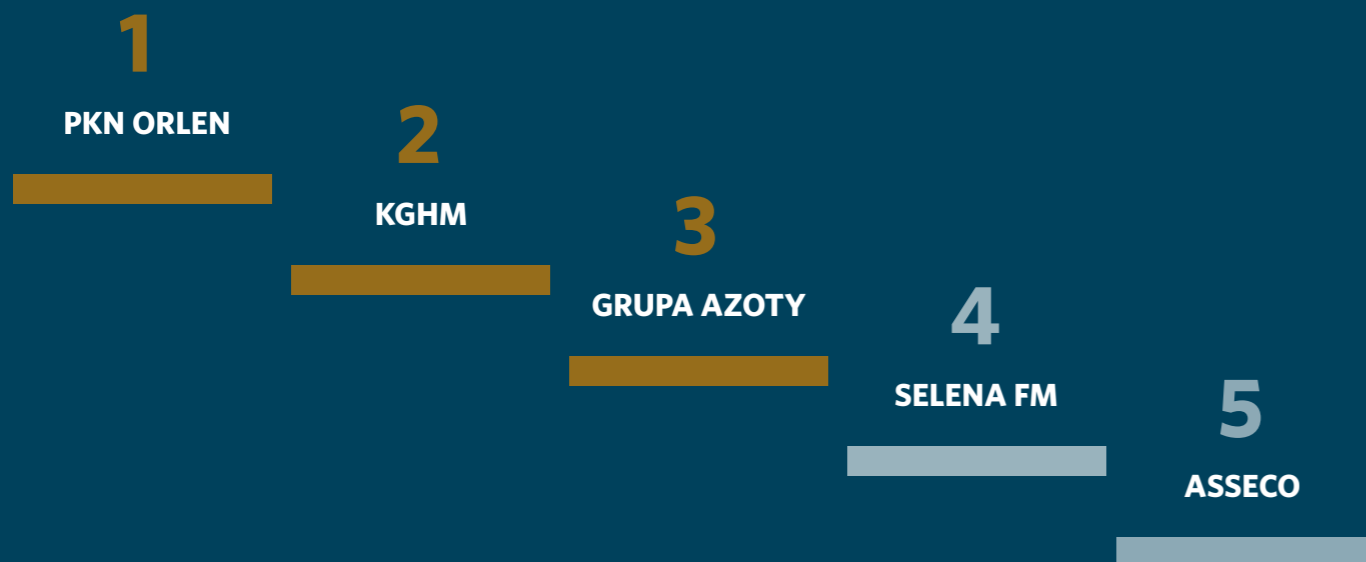 1
PKN ORLEN
2
KGHM
3
GRUPA AZOTY
4
SELENA FM
5
ASSECO